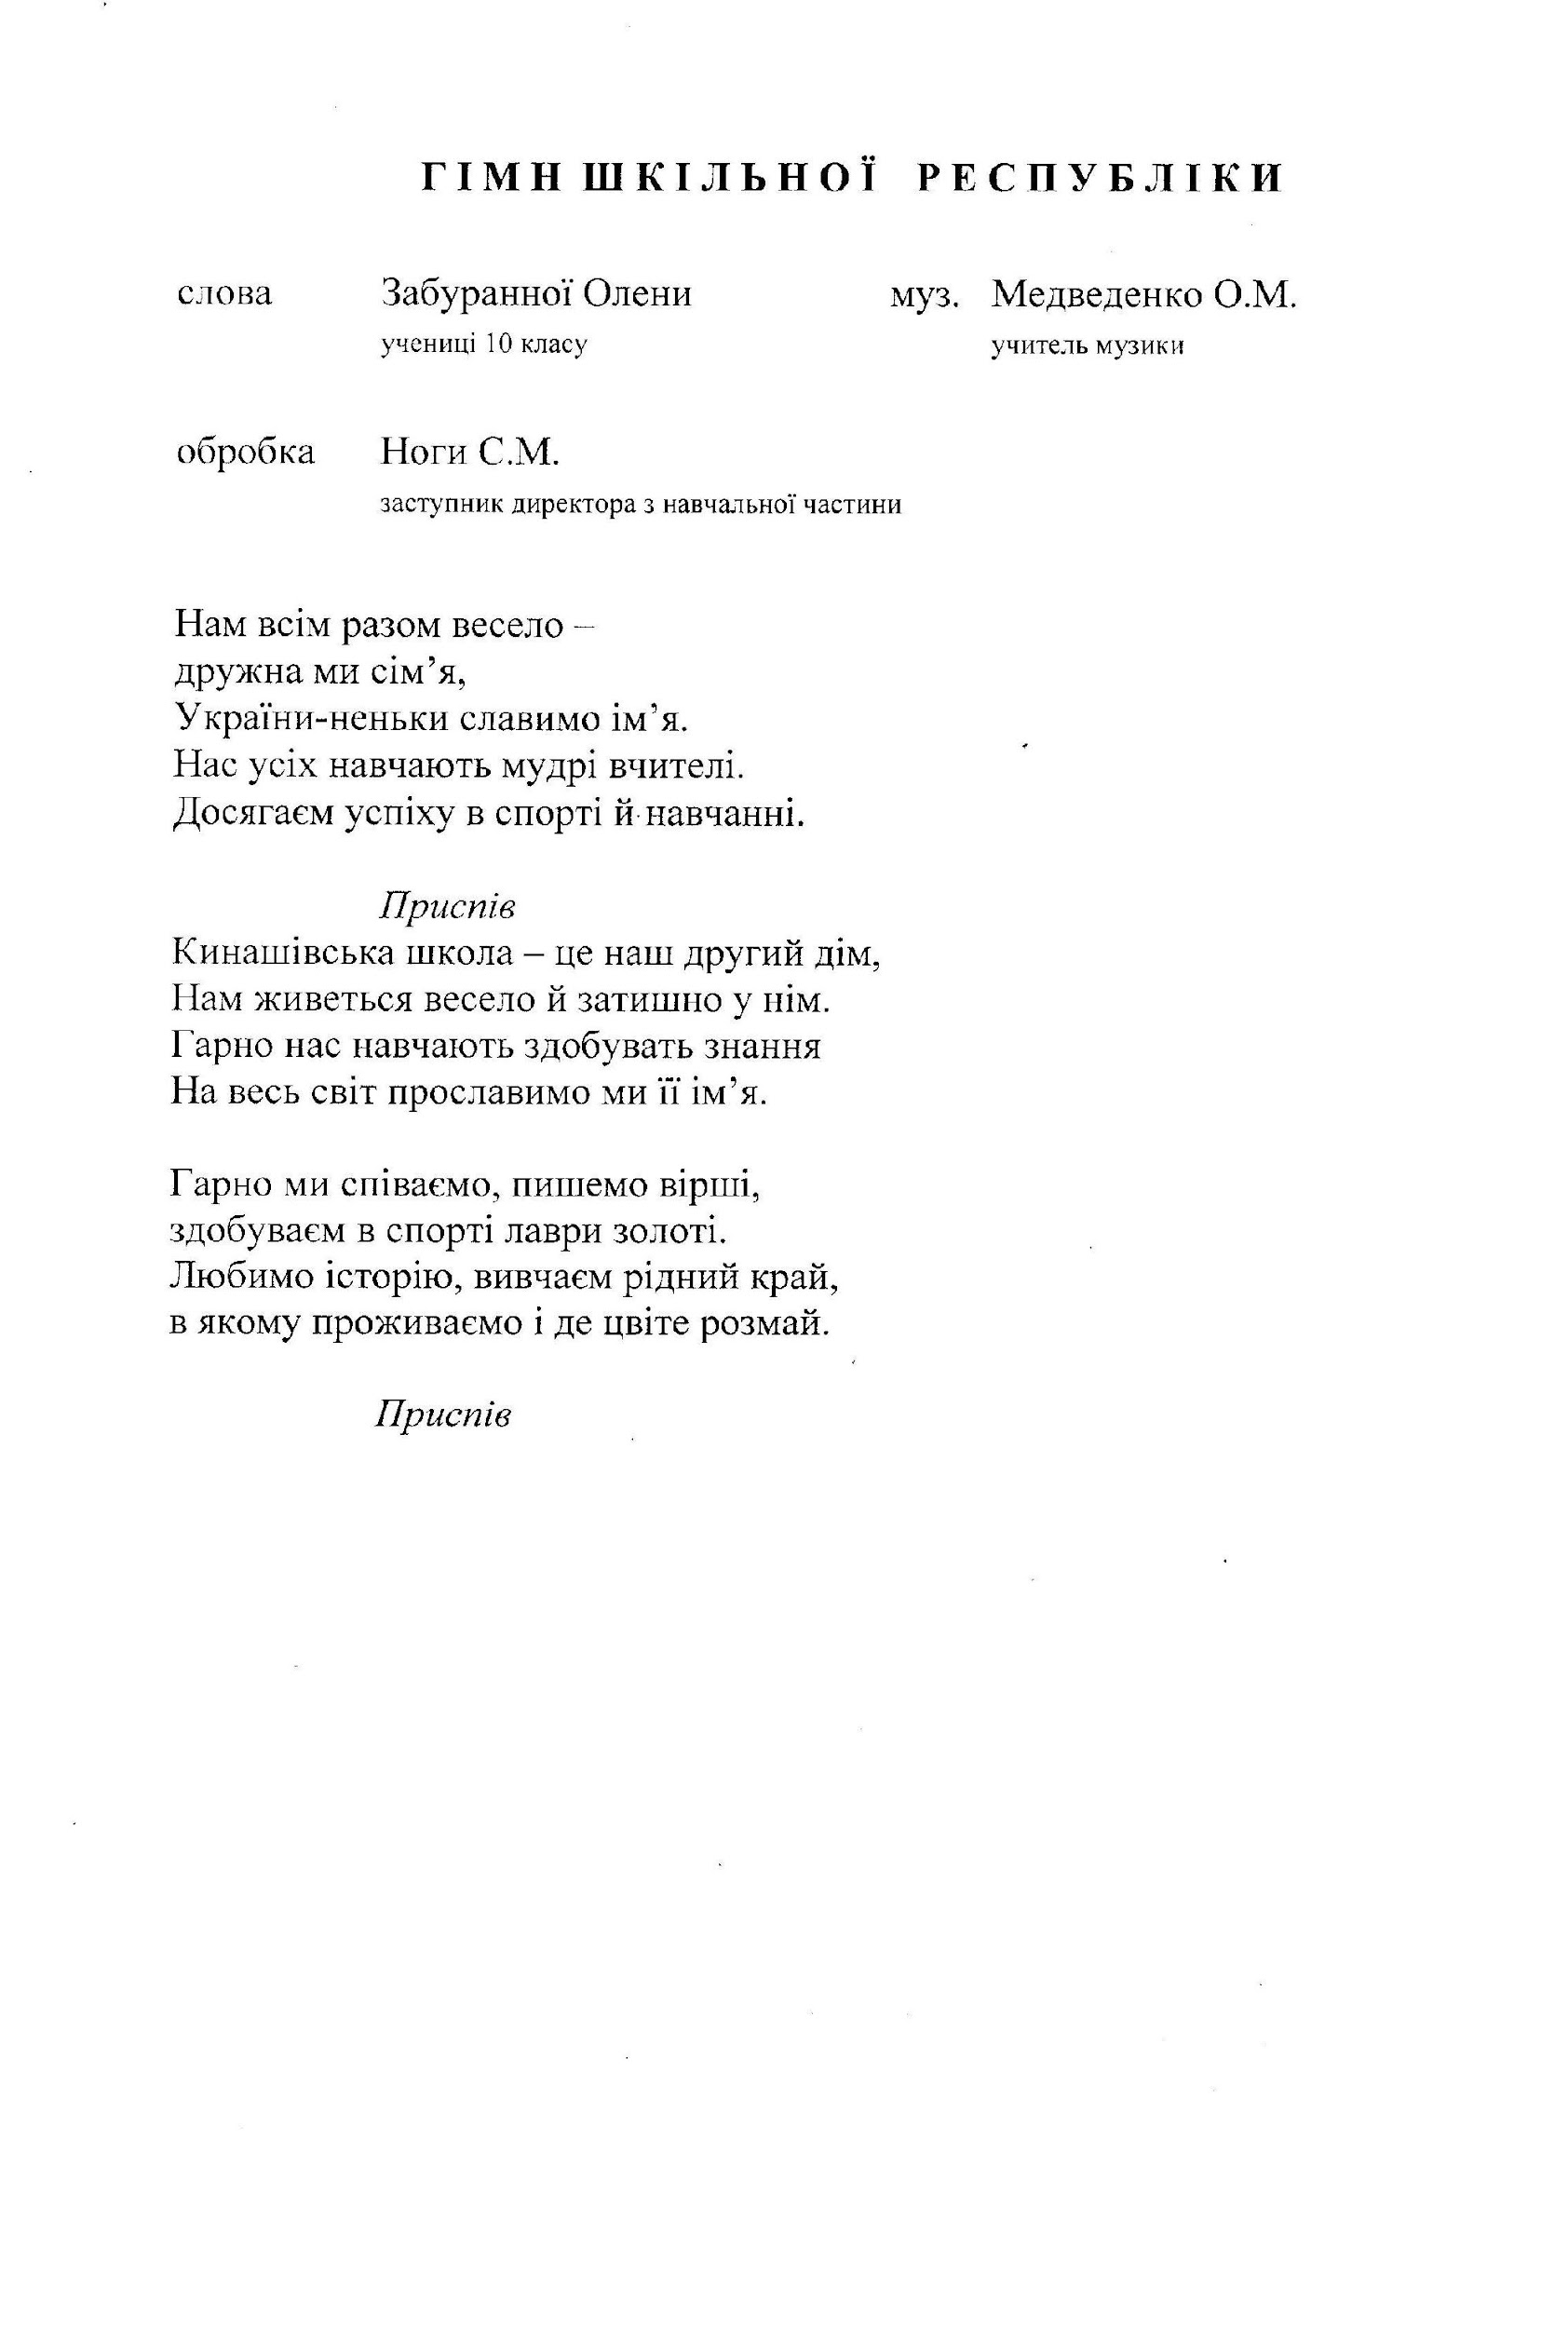 ГІМН ШКІЛЬНОЇ РЕСПУБЛІКИ
слова Забуранної Олени муз. Медведенко О.М.
учениці 10 класу учитель музики
обробка Ноги С.М.
заступник директора з навчальної частини
Нам всім разом весело –
дружна ми сім’я,
України-неньки славимо ім’я.
Нас усіх навчають мудрі вчителі.
Досягаєм успіху в спорті й навчанні.
Приспів
Кинашівська школа – це наш другий дім,
Нам живеться весело й затишно у нім.
Гарно нас навчають здобувать знання
На весь світ прославимо ми її ім’я.
Гарно ми співаємо, пишемо вірші,
здобуваєм в спорті лаври золоті.
Любимо історію, вивчаєм рідний край,
в якому проживаємо і де цвіте розмай.
Приспів